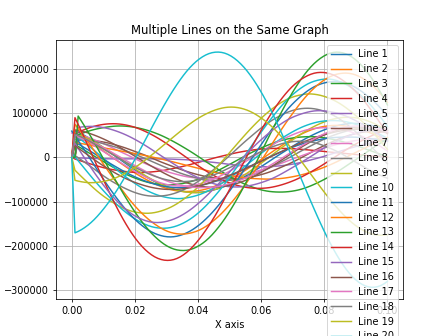 Multiple Lines on the Same Graph
200000
100000
0
-100000
-200000
-300000
0.00
0.02
0.04
0.06
X axis
Line 1
Line 2
Line 3
Line 4
Line 5
Line 6
Line 7
Line 8
Line 9
Line 10
Line 11
Line 12
Line 13
Line 14
Line 15
Line 16
Line 17
Line 18
Line 19
Line 20